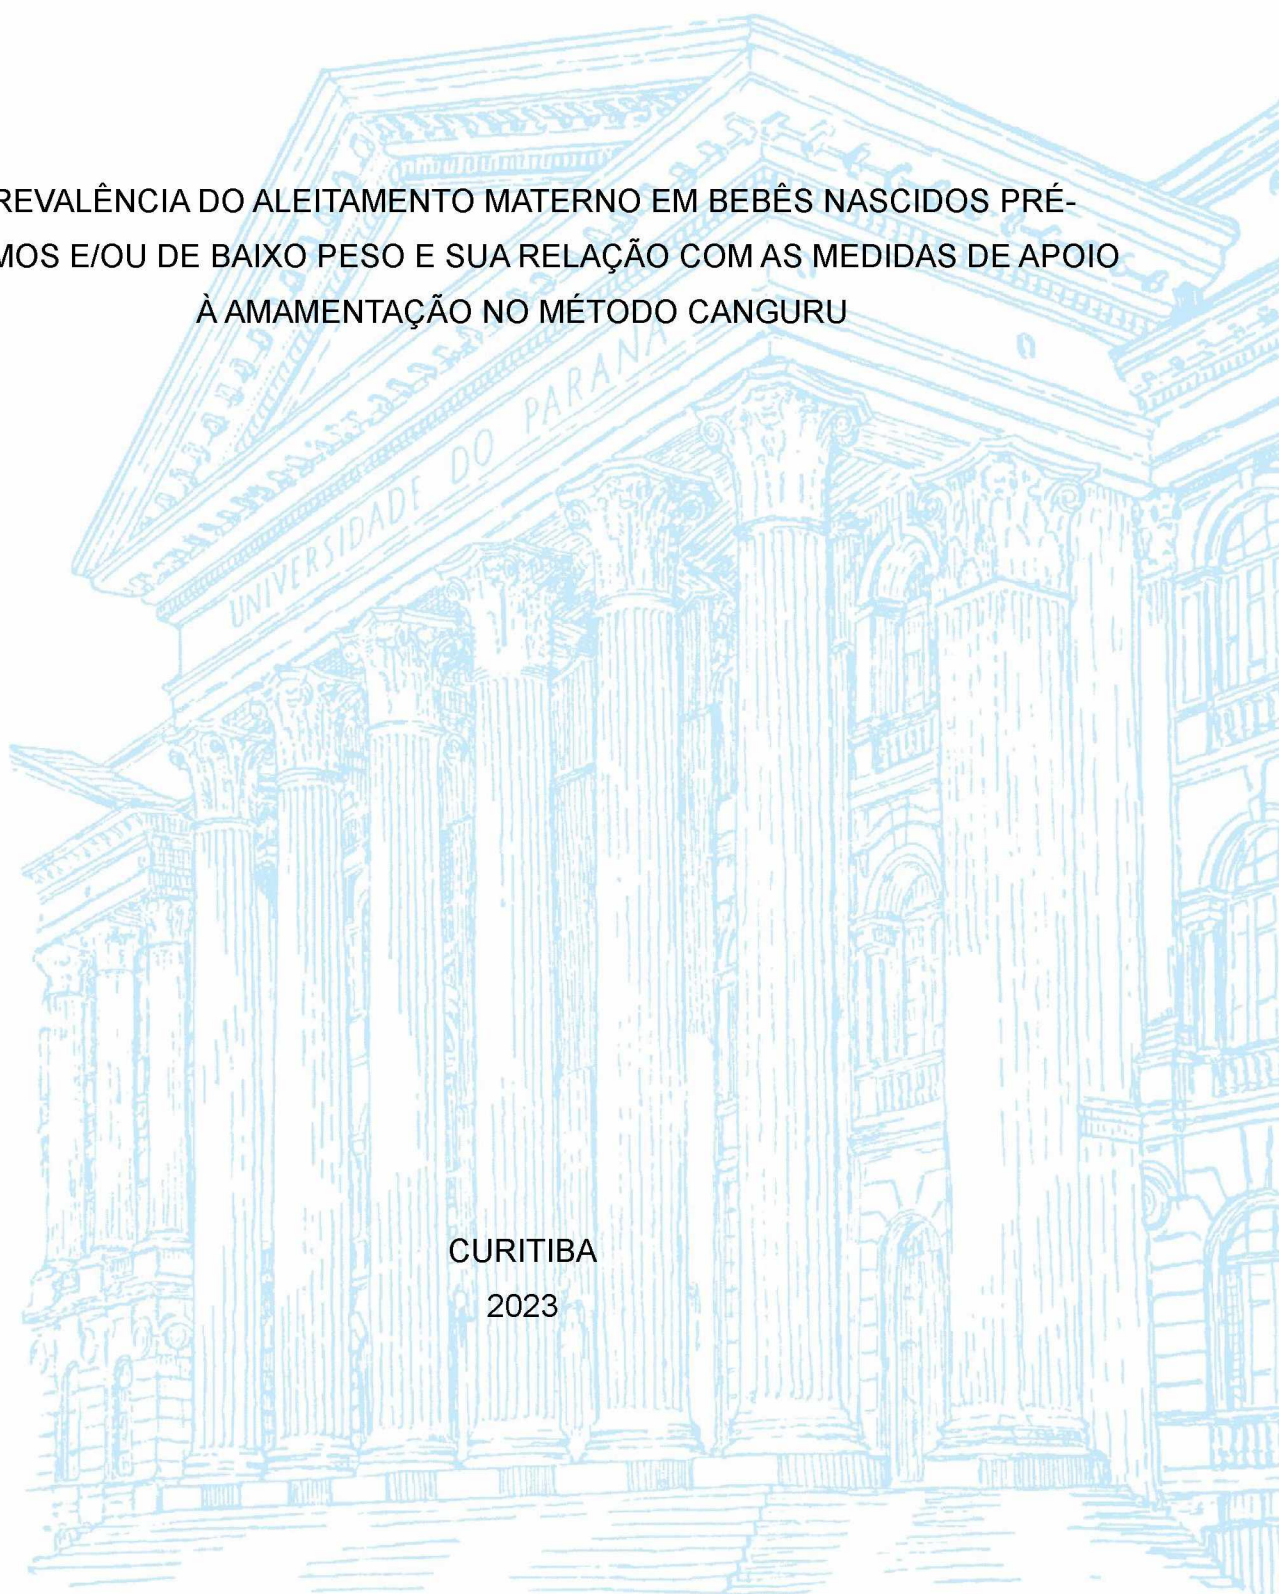 REVALÊNCIA DO ALEITAMENTO MATERNO EM BEBÊS NASCIDOS PRÉ-
MOS E/OU DE BAIXO PESO E SUA RELAÇÃO COM AS MEDIDAS DE APOIO
À AMAMENTAÇÃO NO MÉTODO CANGURU
UNIVERSIDADE DO PARANÁ
CURITIBA
2023